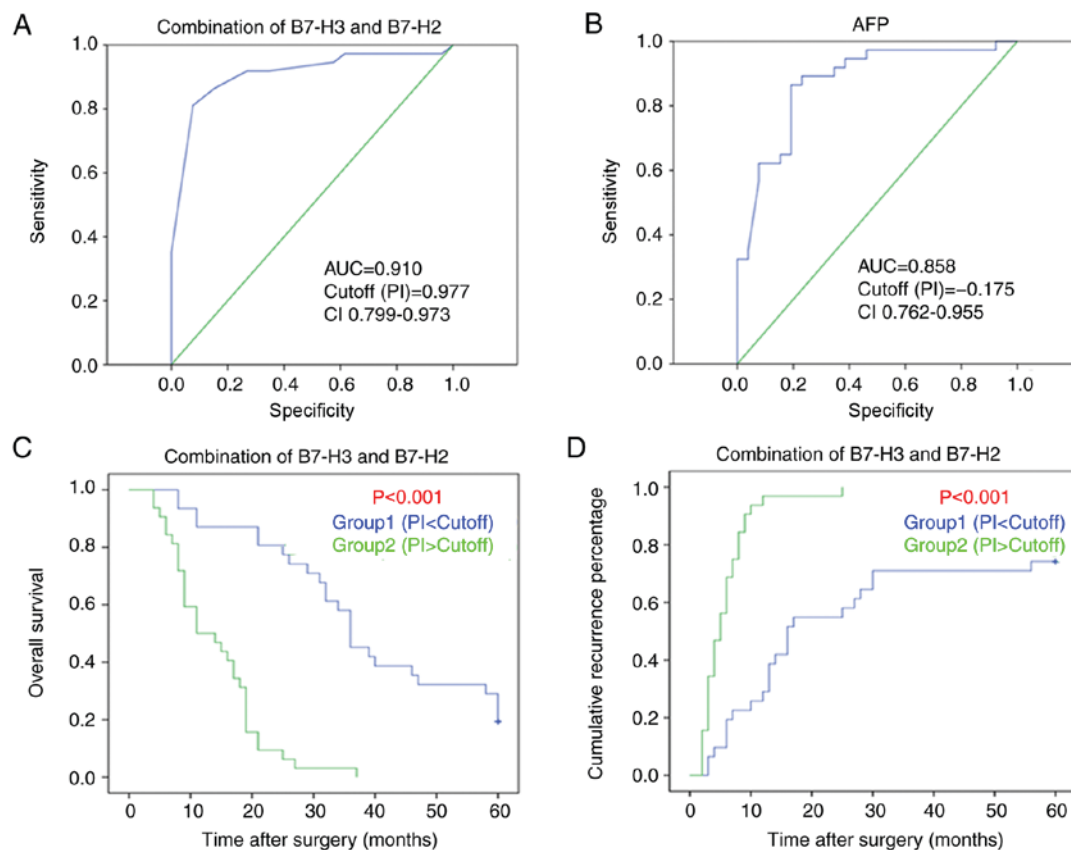 A
Combination of B7-H3 and B7-H2
1.0
0.8
0.6
0.4
0.2
0.0
Sensitivity
AUC=0.910
Cutoff (PI)=0.977
CI 0.799-0.973
0.0 0.2 0.4 0.6 0.8 1.0
Specificity
B
AFP
1.0
0.8
0.6
0.4
0.2
0.0
Sensitivity
AUC=0.858
Cutoff (PI)=–0.175
CI 0.762-0.955
0.0 0.2 0.4 0.6 0.8 1.0
Specificity
C
Combination of B7-H3 and B7-H2
1.0
0.8
0.6
0.4
0.2
0.0
Overall survival
P<0.001
Group1 (PI<Cutoff)
Group2 (PI>Cutoff)
0 10 20 30 40 50 60
Time after surgery (months)
D
Combination of B7-H3 and B7-H2
1.0
0.8
0.6
0.4
0.2
0.0
Cumulative recurrence percentage
P<0.001
Group1 (PI<Cutoff)
Group2 (PI>Cutoff)
0 10 20 30 40 50 60
Time after surgery (months)